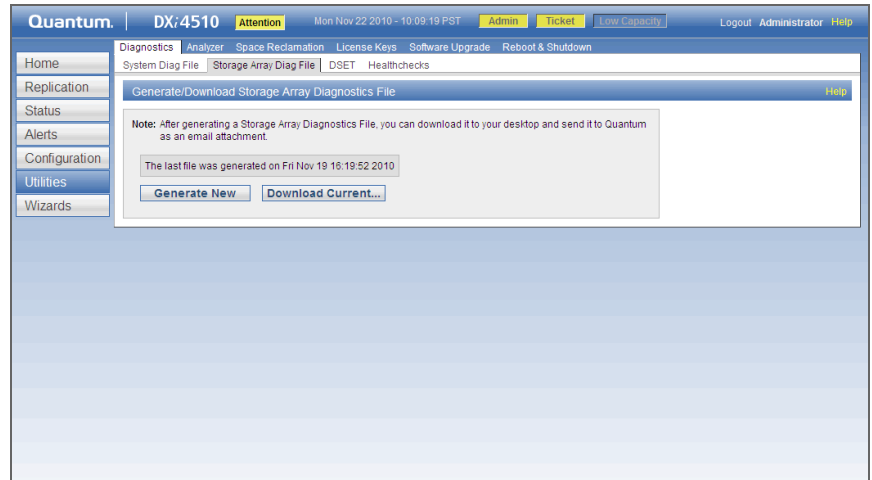 Quantum. DXi4510 Attention Mon Nov 22 2010 - 10:09:19 PST Admin Ticket Low Capacity Logout Administrator Help
Diagnostics Analyzer Space Reclamation License Keys Software Upgrade Reboot & Shutdown
System Diag File Storage Array Diag File DSET Healthchecks
Home
Replication
Status
Alerts
Configuration
Utilities
Wizards
Generate/Download Storage Array Diagnostics File Help
Note: After generating a Storage Array Diagnostics File, you can download it to your desktop and send it to Quantum
as an email attachment.
The last file was generated on Fri Nov 19 16:19:52 2010
Generate New Download Current...